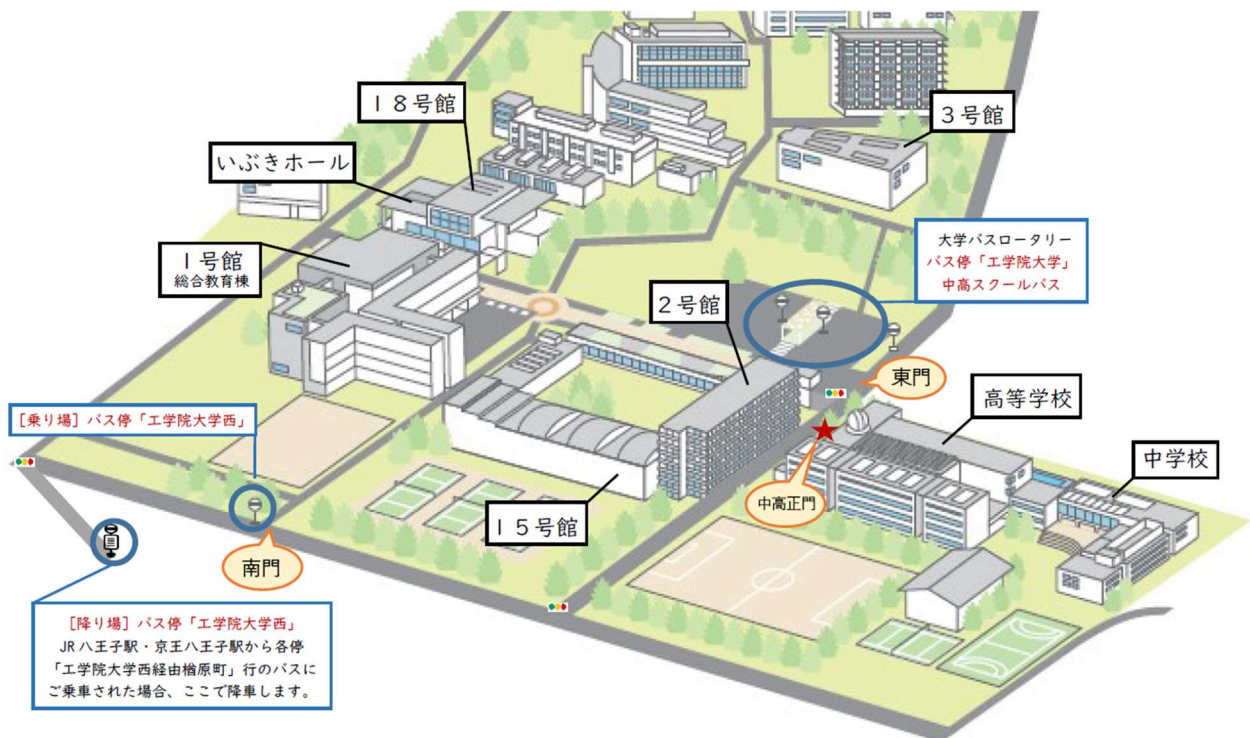 18号館
3号館
いぶきホール
1号館
総合教育棟
大学バスロータリー
バス停「工学院大学」
中高スクールバス
2号館
東門
高等学校
[乗り場]バス停「工学院大学西」
中学校
中高正門
15号館
南門
[降り場]バス停「工学院大学西」
JR八王子駅・京王八王子駅から各停
「工学院大学西経由楢原町」行のバスに
ご乗車された場合、ここで降車します。